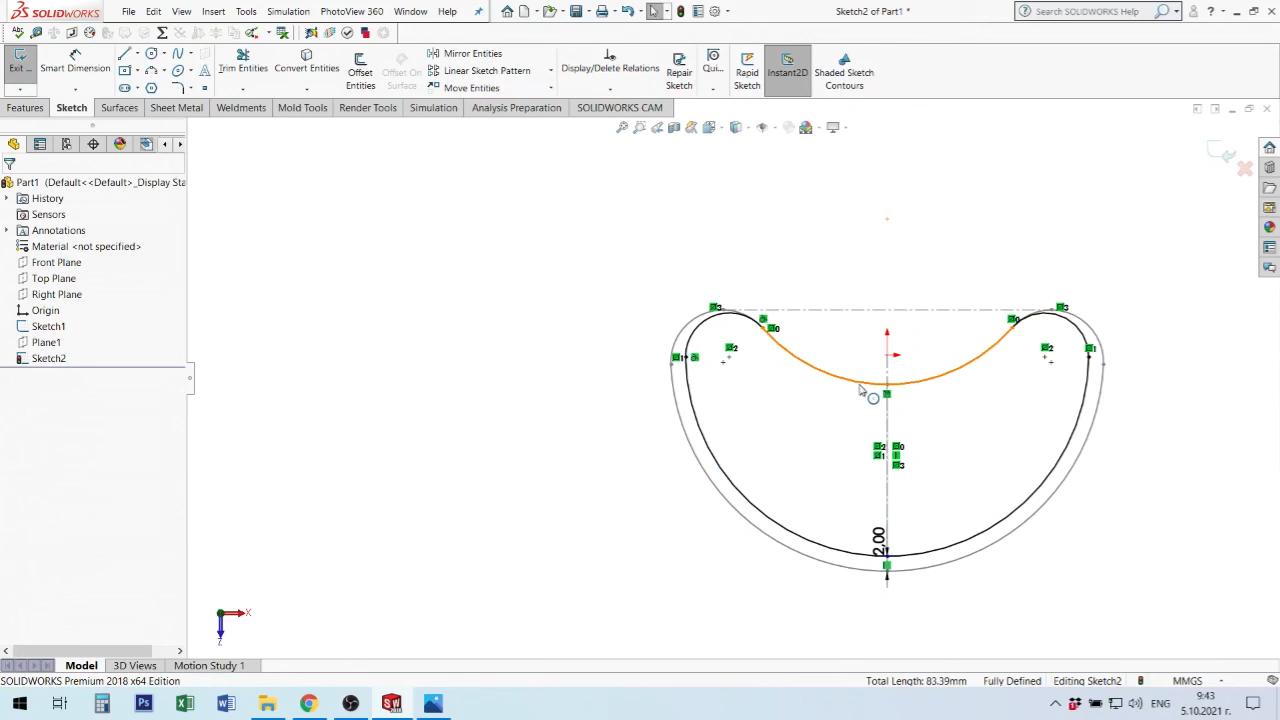 SOLIDWORKS
File
Edit
View
Insert
Tools
Simulation
PhotoView 360
Window
Help
Sketch2 of Part1 *
Search SOLIDWORKS Help
Exit ...
Smart Dimension
Trim Entities
Convert Entities
Offset Entities
Offset On Surface
Mirror Entities
Linear Sketch Pattern
Move Entities
Display/Delete Relations
Repair Sketch
Qui...
Rapid Sketch
Instant2D
Shaded Sketch Contours
Features
Sketch
Surfaces
Sheet Metal
Weldments
Mold Tools
Render Tools
Simulation
Analysis Preparation
SOLIDWORKS CAM
Part1 (Default<<Default>_Display Sta
History
Sensors
Annotations
Material <not specified>
Front Plane
Top Plane
Right Plane
Origin
Sketch1
Plane1
Sketch2
2,00
X
Z
Model
3D Views
Motion Study 1
SOLIDWORKS Premium 2018 x64 Edition
Total Length: 83.39mm
Fully Defined
Editing Sketch2
MMGS
ENG
9:43
5.10.2021 г.